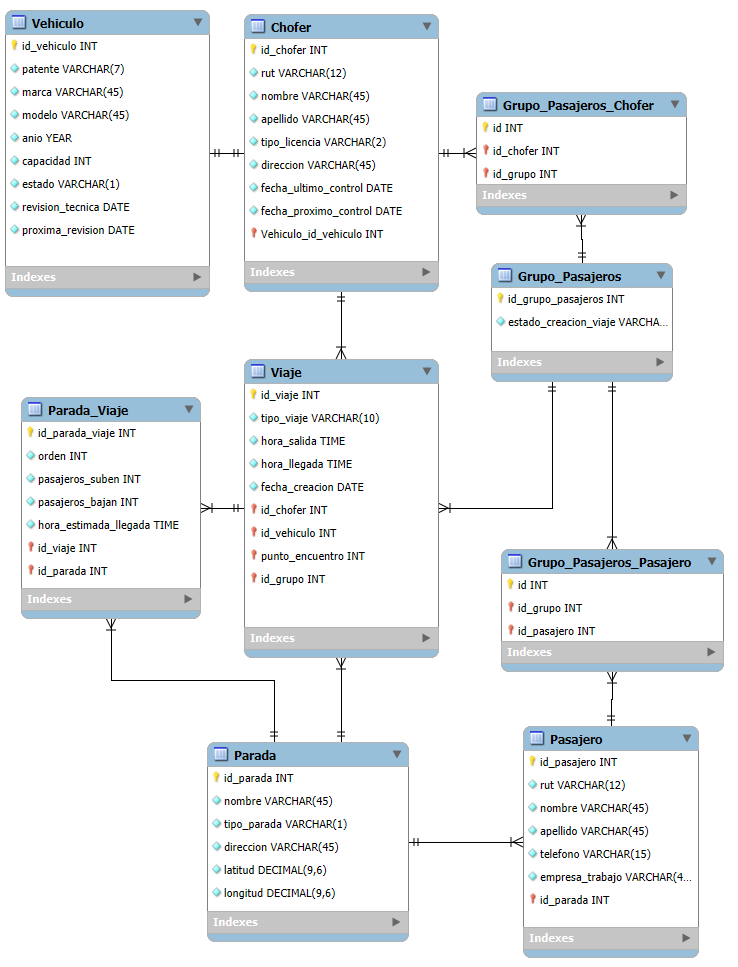 Vehiculo
id_vehiculo INT
patente VARCHAR(7)
marca VARCHAR(45)
modelo VARCHAR(45)
anio YEAR
capacidad INT
estado VARCHAR(1)
revision_tecnica DATE
proxima_revision DATE
Indexes
Chofer
id_chofer INT
rut VARCHAR(12)
nombre VARCHAR(45)
apellido VARCHAR(45)
tipo_licencia VARCHAR(2)
direccion VARCHAR(45)
fecha_ultimo_control DATE
fecha_proximo_control DATE
Vehiculo_id_vehiculo INT
Indexes
Grupo_Pasajeros_Chofer
id INT
id_chofer INT
id_grupo INT
Indexes
Grupo_Pasajeros
id_grupo_pasajeros INT
estado_creacion_viaje VARCHA...
Indexes
Viaje
id_viaje INT
tipo_viaje VARCHAR(10)
hora_salida TIME
hora_llegada TIME
fecha_creacion DATE
id_chofer INT
id_vehiculo INT
punto_encuentro INT
id_grupo INT
Indexes
Parada_Viaje
id_parada_viaje INT
orden INT
pasajeros_suben INT
pasajeros_bajan INT
hora_estimada_llegada TIME
id_viaje INT
id_parada INT
Indexes
Grupo_Pasajeros_Pasajero
id INT
id_grupo INT
id_pasajero INT
Indexes
Parada
id_parada INT
nombre VARCHAR(45)
tipo_parada VARCHAR(1)
direccion VARCHAR(45)
latitud DECIMAL(9,6)
longitud DECIMAL(9,6)
Indexes
Pasajero
id_pasajero INT
rut VARCHAR(12)
nombre VARCHAR(45)
apellido VARCHAR(45)
telefono VARCHAR(15)
empresa_trabajo VARCHAR(4...
id_parada INT
Indexes